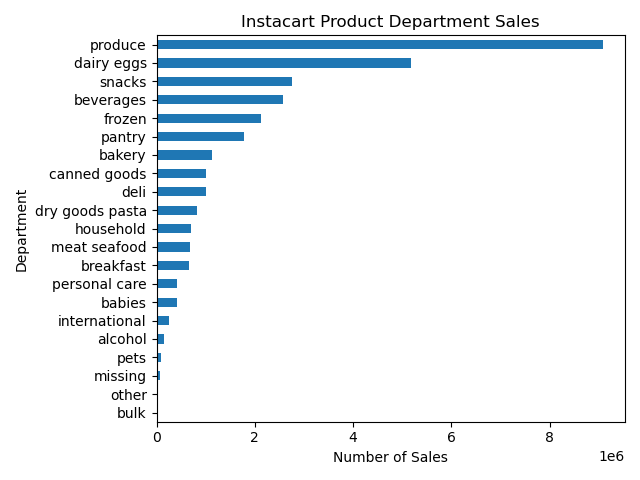 Instacart Product Department Sales
produce
dairy eggs
snacks
beverages
frozen
pantry
bakery
canned goods
deli
dry goods pasta
household
meat seafood
breakfast
personal care
babies
international
alcohol
pets
missing
other
bulk
Department
0 2 4 6 8
1e6
Number of Sales